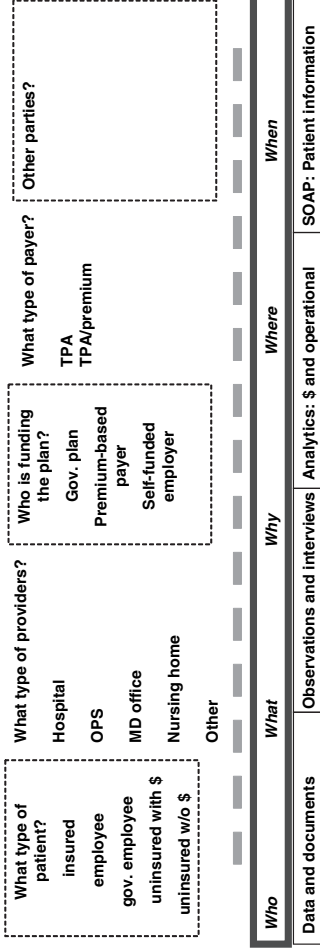 What type of
patient?
insured
employee
gov. employee
uninsured with $
uninsured w/o $
What type of providers?
Hospital
OPS
MD office
Nursing home
Other
Who is funding
the plan?
Gov. plan
Premium-based
payer
Self-funded
employer
What type of payer?
TPA
TPA/premium
Other parties?
Who
What
Why
Where
When
Data and documents
Observations and interviews
Analytics: $ and operational
SOAP: Patient information